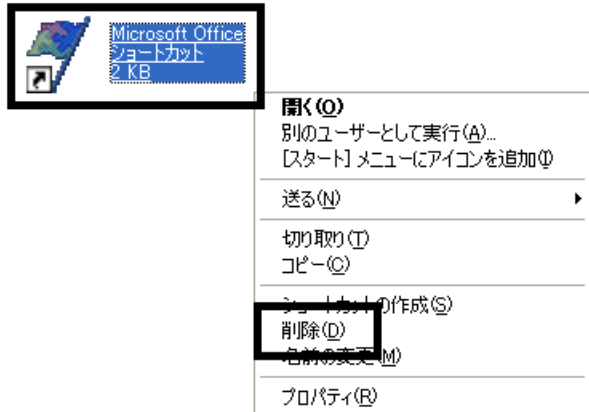 Microsoft Office
ショートカット
2 KB
開く(O)
別のユーザーとして実行(A)...
[スタート] メニューにアイコンを追加(I)
送る(N)
切り取り(T)
コピー(C)
ショートカットの作成(S)
削除(D)
名前の変更(M)
プロパティ(R)